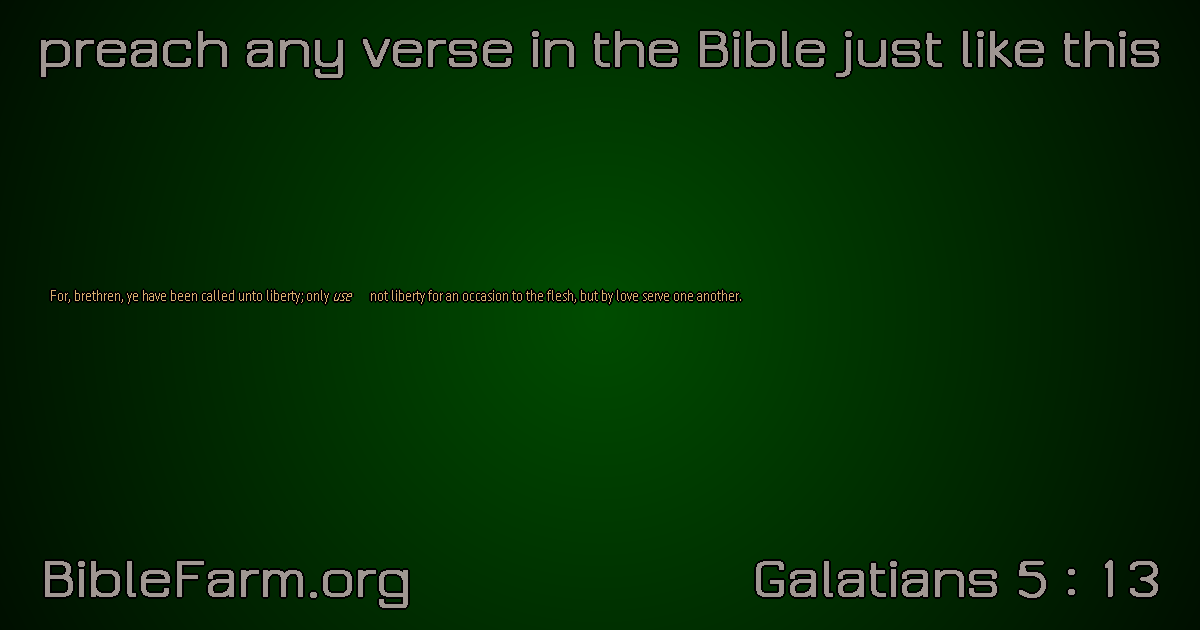 preach any verse in the Bible just like this
For, brethren, ye have been called unto liberty; only use not liberty for an occasion to the flesh, but by love serve one another.
BibleFarm.org
Galatians 5 : 13